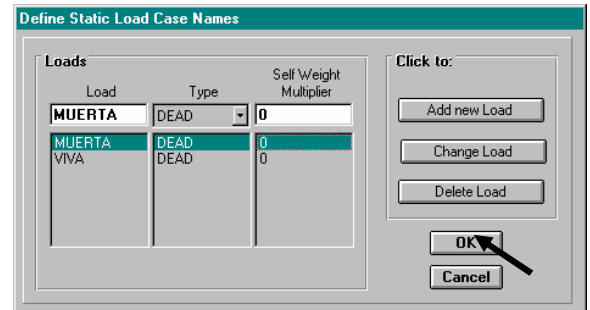 Define Static Load Case Names
Loads
Load Type Self Weight Multiplier
MUERTA DEAD 0
MUERTA DEAD 0
VIVA DEAD 0
Click to:
Add new Load
Change Load
Delete Load
OK
Cancel